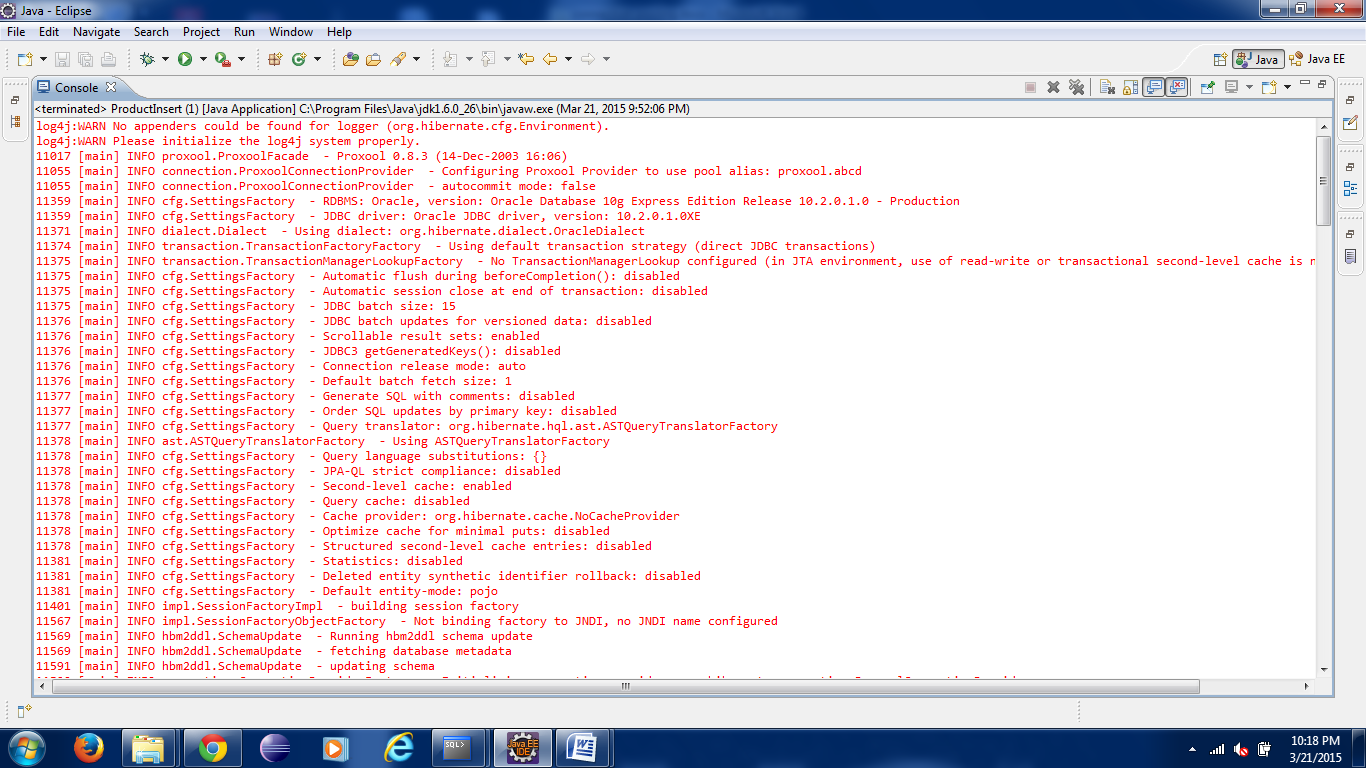 Java - Eclipse
File Edit Navigate Search Project Run Window Help
Java
Java EE
Console
<terminated> ProductInsert (1) [Java Application] C:\Program Files\Java\jdk1.6.0_26\bin\javaw.exe (Mar 21, 2015 9:52:06 PM)
log4j:WARN No appenders could be found for logger (org.hibernate.cfg.Environment).
log4j:WARN Please initialize the log4j system properly.
11017 [main] INFO proxool.ProxoolFacade - Proxool 0.8.3 (14-Dec-2003 16:06)
11055 [main] INFO connection.ProxoolConnectionProvider - Configuring Proxool Provider to use pool alias: proxool.abcd
11055 [main] INFO connection.ProxoolConnectionProvider - autocommit mode: false
11359 [main] INFO cfg.SettingsFactory - RDBMS: Oracle, version: Oracle Database 10g Express Edition Release 10.2.0.1.0 - Production
11359 [main] INFO cfg.SettingsFactory - JDBC driver: Oracle JDBC driver, version: 10.2.0.1.0XE
11371 [main] INFO dialect.Dialect - Using dialect: org.hibernate.dialect.OracleDialect
11374 [main] INFO transaction.TransactionFactoryFactory - Using default transaction strategy (direct JDBC transactions)
11375 [main] INFO transaction.TransactionManagerLookupFactory - No TransactionManagerLookup configured (in JTA environment, use of read-write or transactional second-level cache is
11375 [main] INFO cfg.SettingsFactory - Automatic flush during beforeCompletion(): disabled
11375 [main] INFO cfg.SettingsFactory - Automatic session close at end of transaction: disabled
11375 [main] INFO cfg.SettingsFactory - JDBC batch size: 15
11376 [main] INFO cfg.SettingsFactory - JDBC batch updates for versioned data: disabled
11376 [main] INFO cfg.SettingsFactory - Scrollable result sets: enabled
11376 [main] INFO cfg.SettingsFactory - JDBC3 getGeneratedKeys(): disabled
11376 [main] INFO cfg.SettingsFactory - Connection release mode: auto
11376 [main] INFO cfg.SettingsFactory - Default batch fetch size: 1
11377 [main] INFO cfg.SettingsFactory - Generate SQL with comments: disabled
11377 [main] INFO cfg.SettingsFactory - Order SQL updates by primary key: disabled
11377 [main] INFO cfg.SettingsFactory - Query translator: org.hibernate.hql.ast.ASTQueryTranslatorFactory
11378 [main] INFO ast.ASTQueryTranslatorFactory - Using ASTQueryTranslatorFactory
11378 [main] INFO cfg.SettingsFactory - Query language substitutions: {}
11378 [main] INFO cfg.SettingsFactory - JPA-QL strict compliance: disabled
11378 [main] INFO cfg.SettingsFactory - Second-level cache: enabled
11378 [main] INFO cfg.SettingsFactory - Query cache: disabled
11378 [main] INFO cfg.SettingsFactory - Cache provider: org.hibernate.cache.NoCacheProvider
11378 [main] INFO cfg.SettingsFactory - Optimize cache for minimal puts: disabled
11378 [main] INFO cfg.SettingsFactory - Structured second-level cache entries: disabled
11381 [main] INFO cfg.SettingsFactory - Statistics: disabled
11381 [main] INFO cfg.SettingsFactory - Deleted entity synthetic identifier rollback: disabled
11381 [main] INFO cfg.SettingsFactory - Default entity-mode: pojo
11401 [main] INFO impl.SessionFactoryImpl - building session factory
11567 [main] INFO impl.SessionFactoryObjectFactory - Not binding factory to JNDI, no JNDI name configured
11569 [main] INFO hbm2ddl.SchemaUpdate - Running hbm2ddl schema update
11569 [main] INFO hbm2ddl.SchemaUpdate - fetching database metadata
11591 [main] INFO hbm2ddl.SchemaUpdate - updating schema
SQL>
Java EE
IDE
10:18 PM
3/21/2015